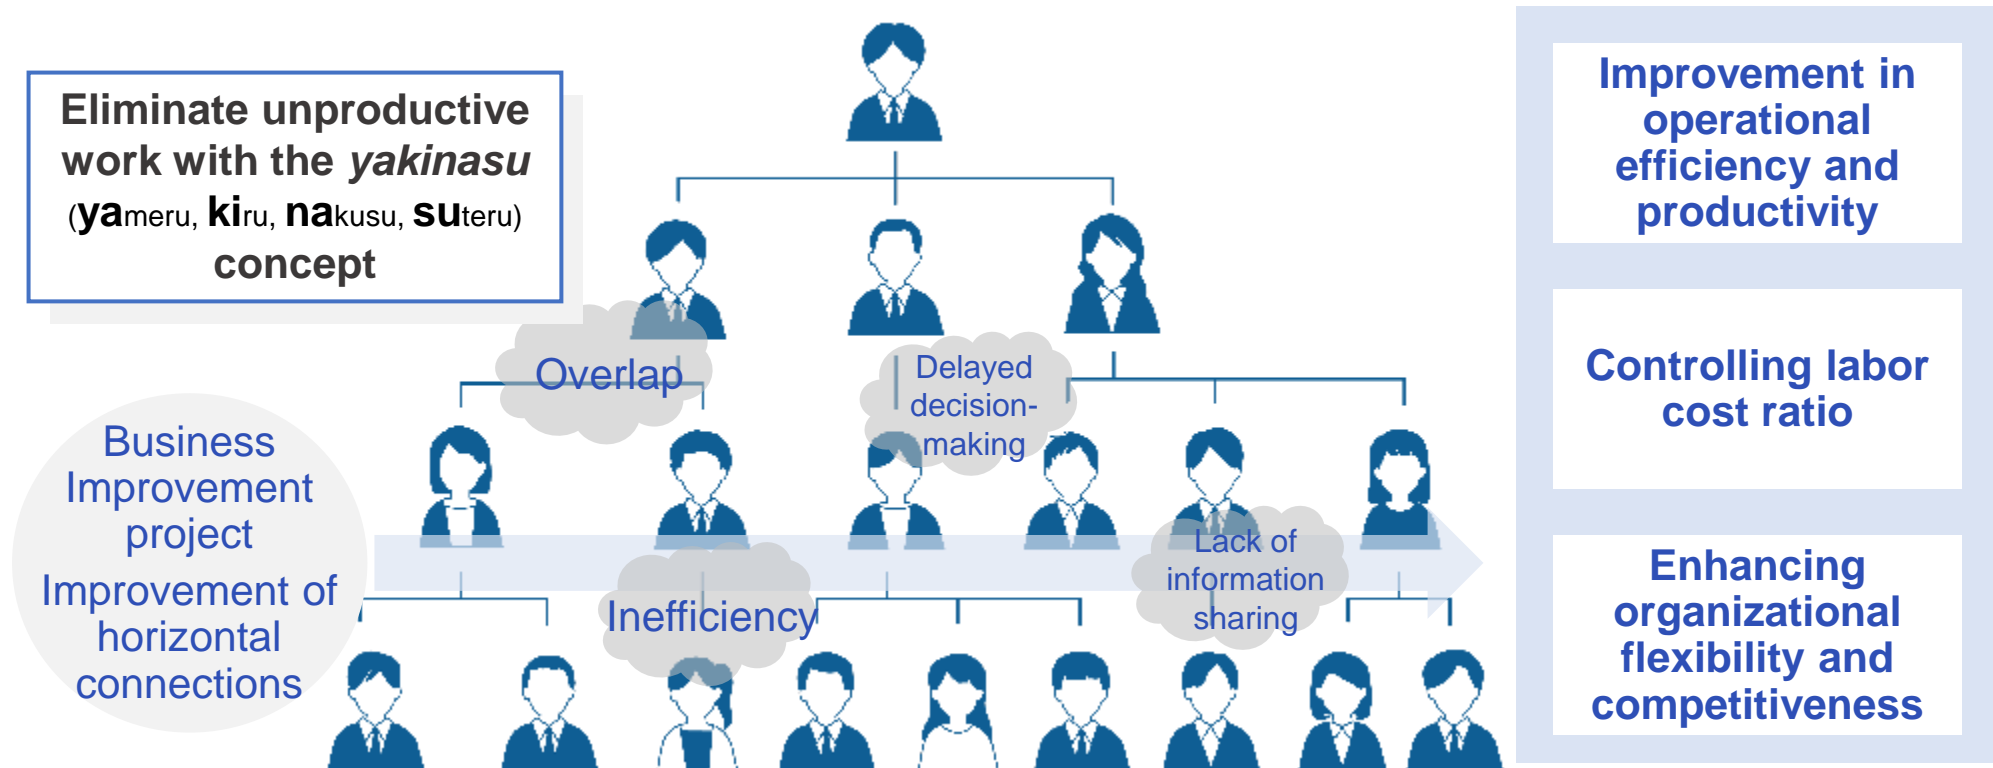 Eliminate unproductive
work with the yakinasu
(yameru, kiru, nakusu, suteru)
concept
Business
Improvement
project
Improvement of
horizontal
connections
Overlap
Delayed
decision-
making
Inefficiency
Lack of
information
sharing
Improvement in
operational
efficiency and
productivity
Controlling labor
cost ratio
Enhancing
organizational
flexibility and
competitiveness